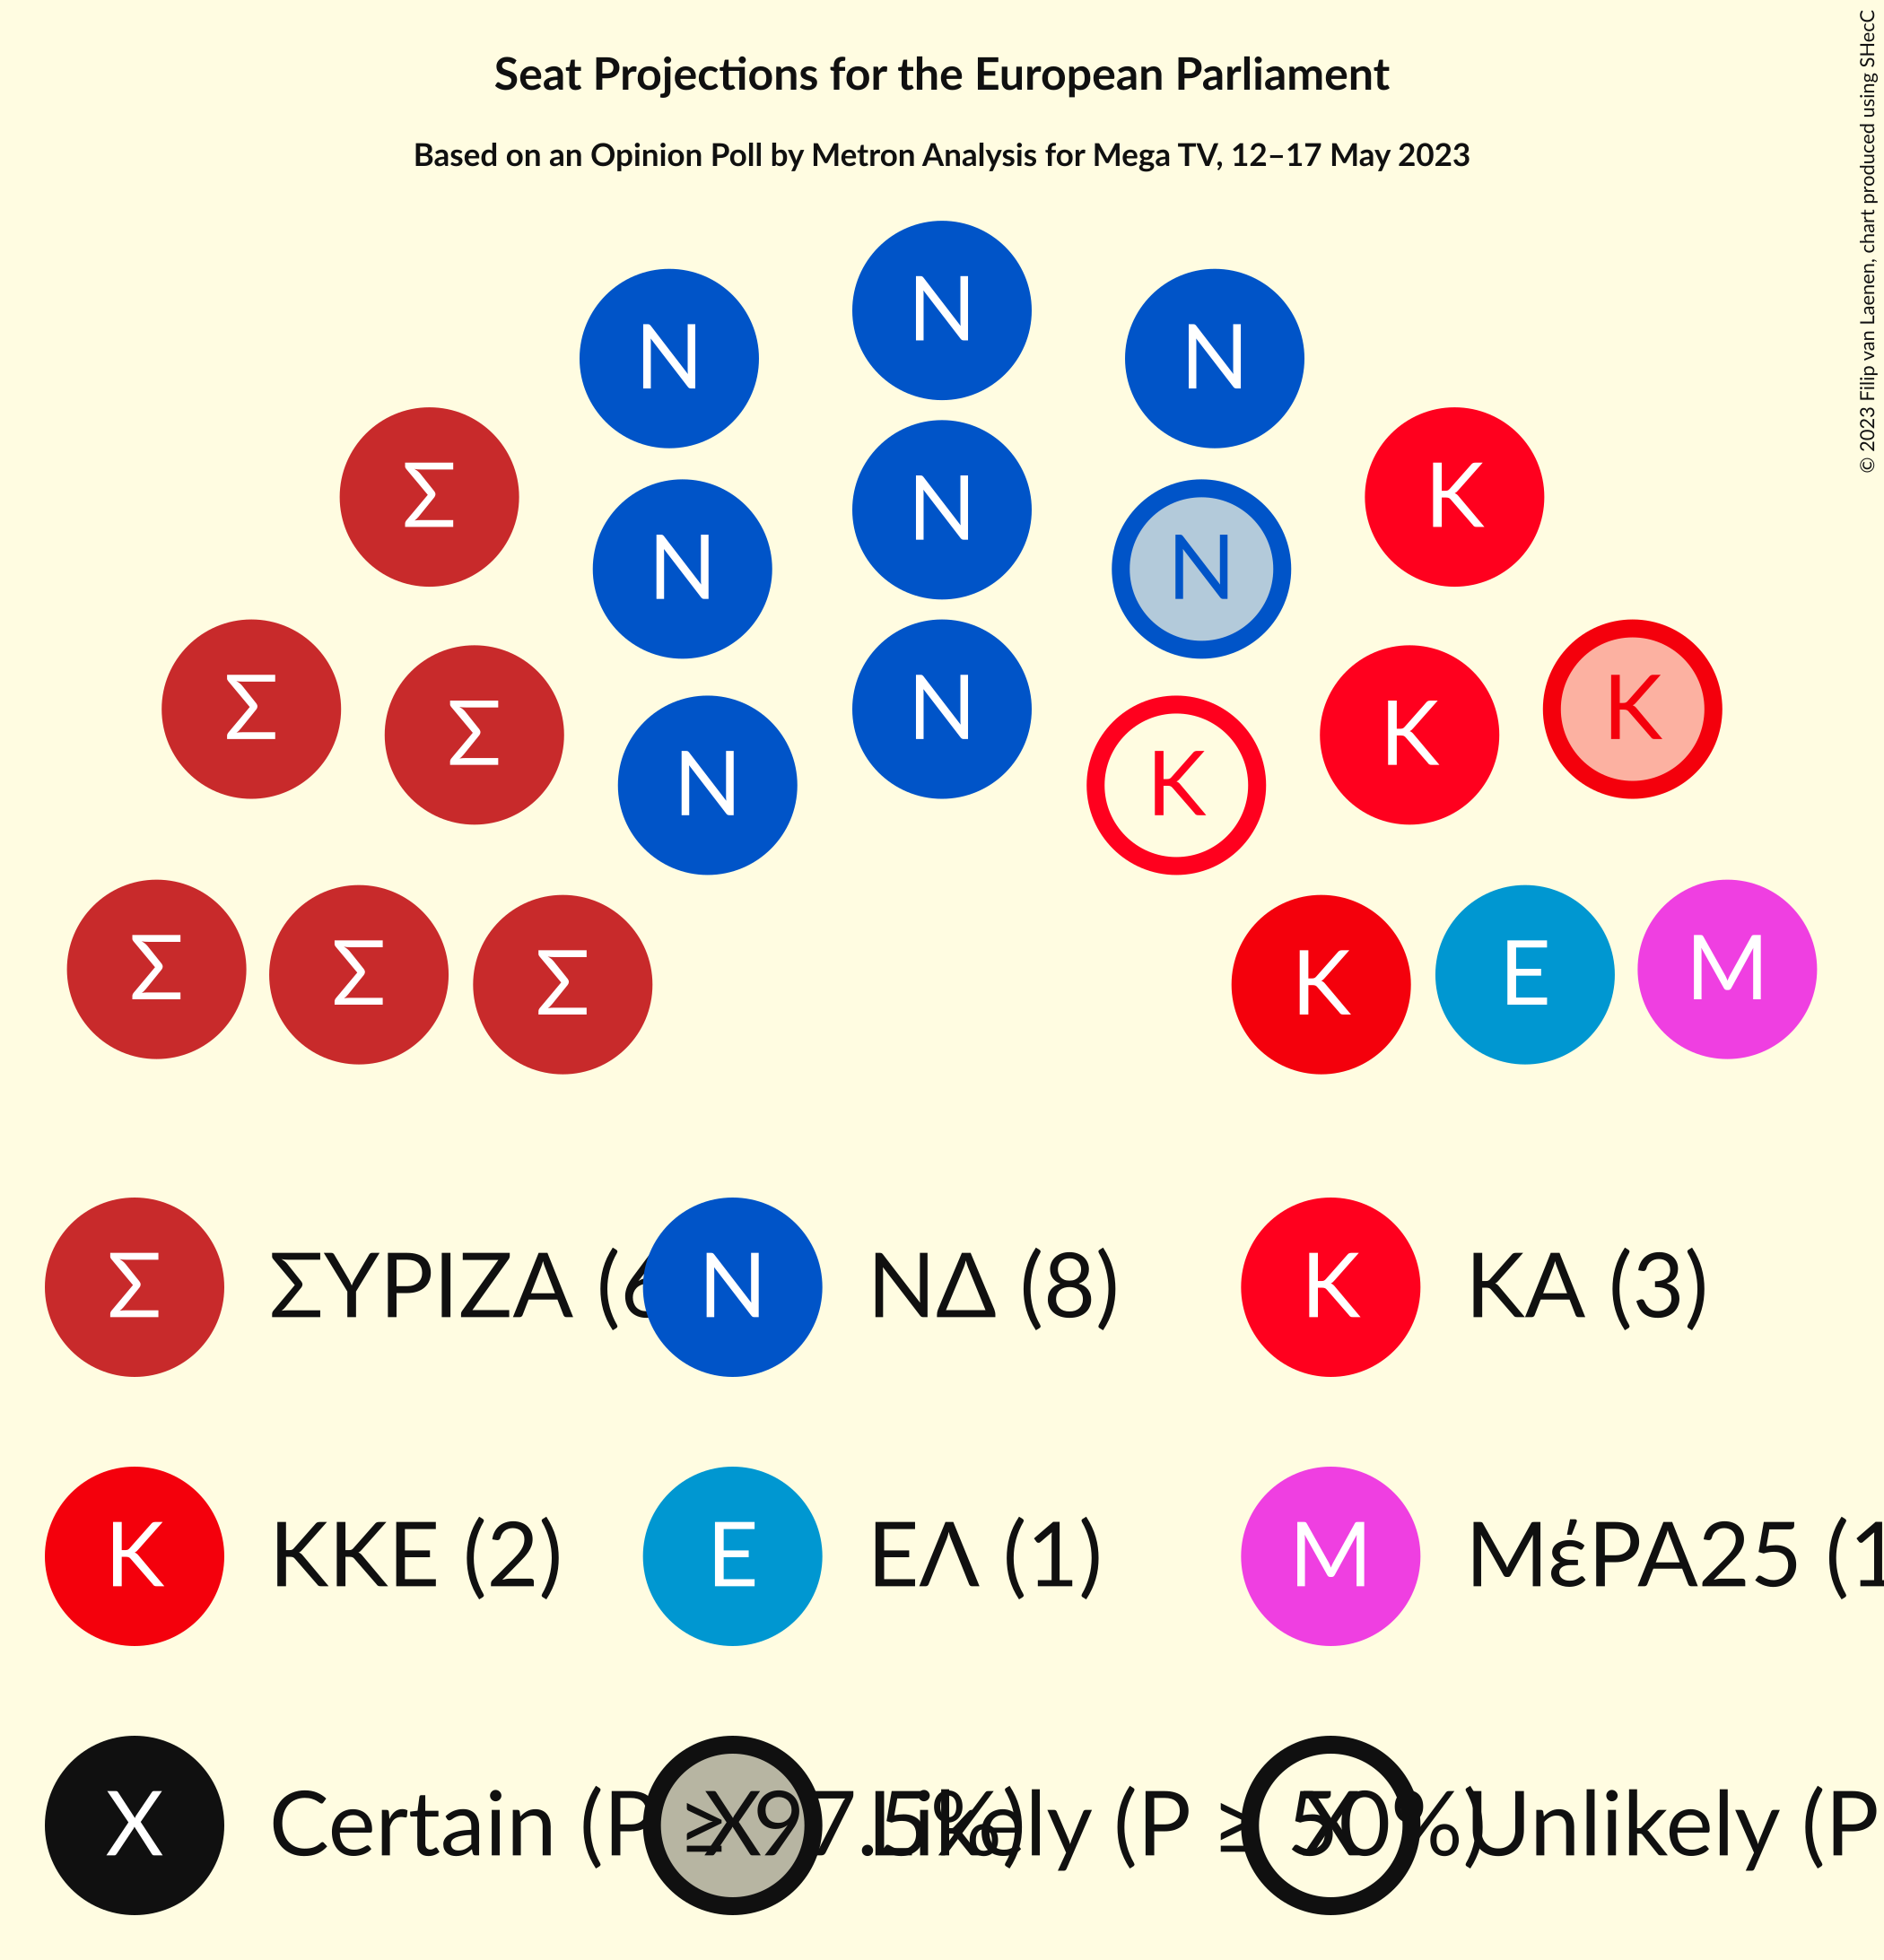 Seat Projections for the European Parliament
Based on an Opinion Poll by Metron Analysis for Mega TV, 12–17 May 2023
© 2023 Filip van Laenen, chart produced using SHecC
N
N N
Σ K
N N N
Σ Σ N N K K K
Σ Σ Σ K E M
Σ ΣΥΡΙΖΑ (6 N ΝΔ (8) K ΚΑ (3)
K ΚΚΕ (2) E ΕΛ (1) M ΜέΡΑ25 (1
X Certain (P ≥ 97.5%) X Likely (P ≥ 50%) X Unlikely (P